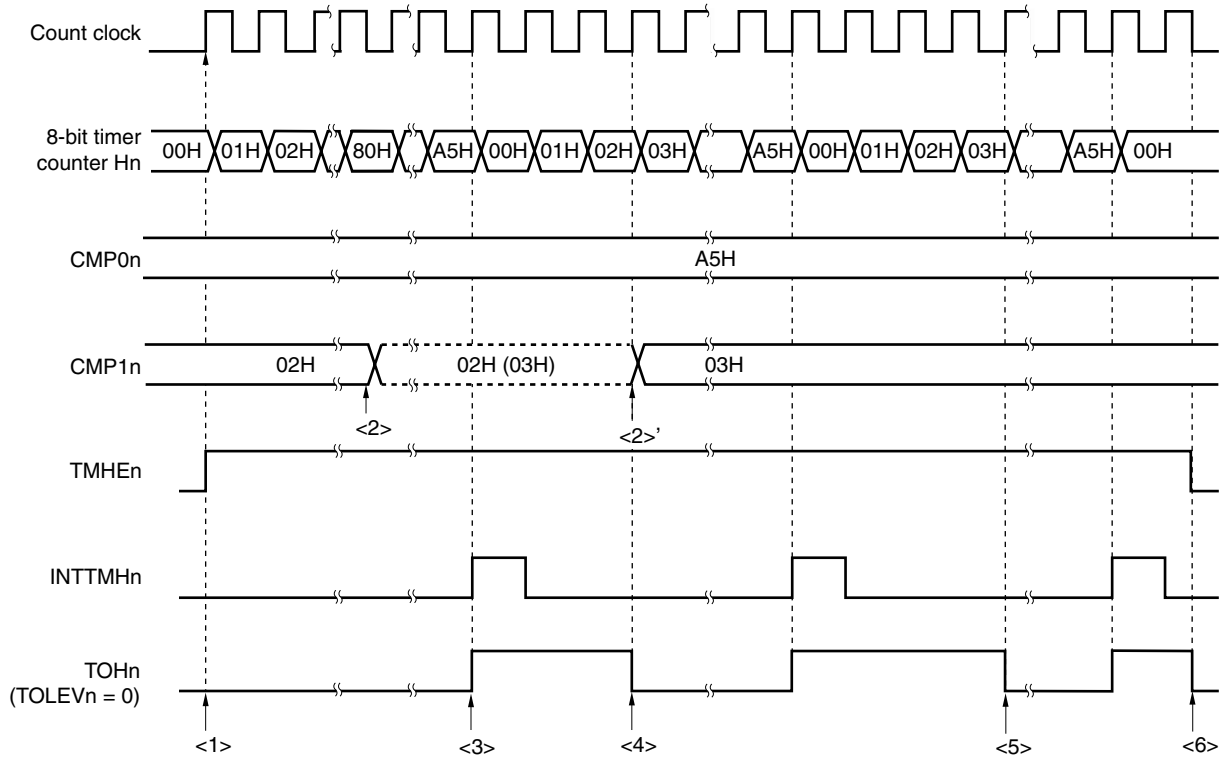 Count clock
8-bit timer
counter Hn
00H 01H 02H 80H A5H 00H 01H 02H 03H A5H 00H 01H 02H 03H A5H 00H
CMP0n
A5H
CMP1n
02H 02H (03H) 03H
<2> <2>’
TMHEn
INTTMHn
TOHn
(TOLEVn = 0)
<1> <3> <4> <5> <6>